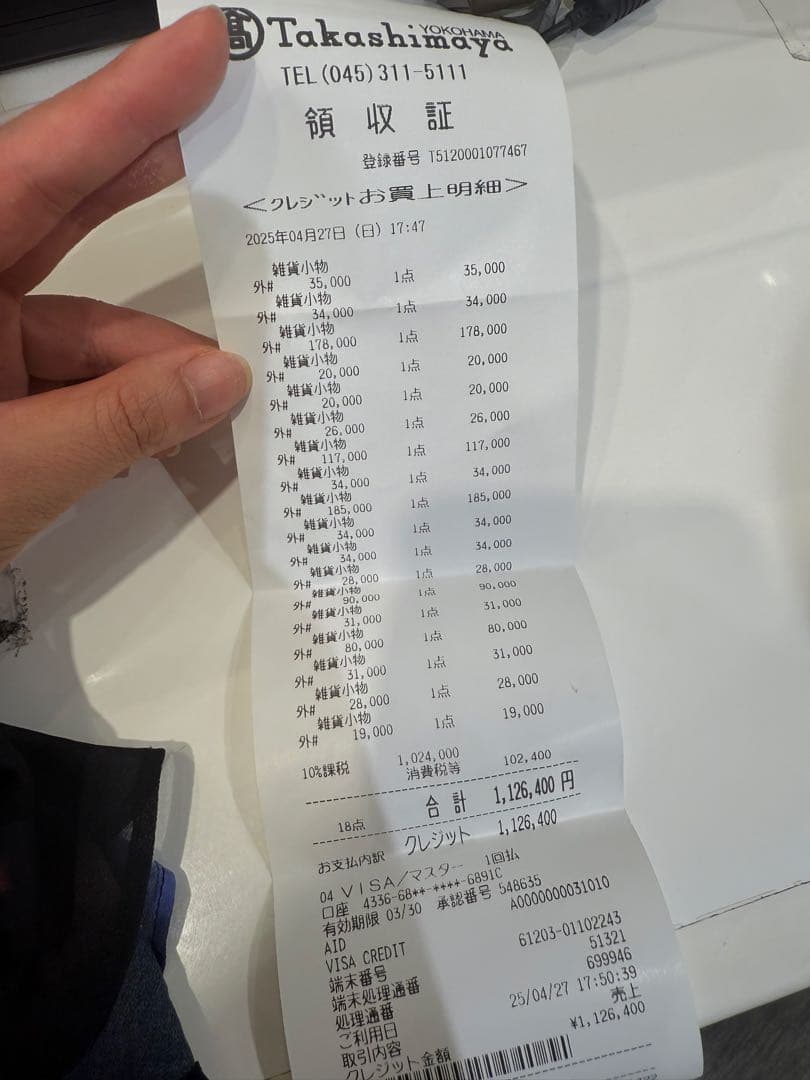 高 Takashimaya
YOKOHAMA
TEL(045)311-5111
領収証
登録番号 T5120001077467
<クレジットお買上明細>
2025年04月27日(日)17:47
雑貨小物
外# 35,000 1点 35,000
雑貨小物
外# 34,000 1点 34,000
雑貨小物
外# 178,000 1点 178,000
雑貨小物
外# 20,000 1点 20,000
雑貨小物
外# 20,000 1点 20,000
雑貨小物
外# 26,000 1点 26,000
雑貨小物
外# 117,000 1点 117,000
雑貨小物
外# 34,000 1点 34,000
雑貨小物
外# 185,000 1点 185,000
雑貨小物
外# 34,000 1点 34,000
雑貨小物
外# 34,000 1点 34,000
雑貨小物
外# 28,000 1点 28,000
雑貨小物
外# 90,000 1点 90,000
雑貨小物
外# 31,000 1点 31,000
雑貨小物
外# 80,000 1点 80,000
雑貨小物
外# 31,000 1点 31,000
雑貨小物
外# 28,000 1点 28,000
雑貨小物
外# 19,000 1点 19,000
10%課税 1,024,000
消費税等 102,400
18点 合計 1,126,400円
お支払内訳 クレジット 1,126,400
04 VISA/マスター 1回払
口座 4336-68**-****-6891C
有効期限 03/30 承認番号 548635
AID A0000000031010
VISA CREDIT
端末番号 61203-01102243
端末処理通番 51321
処理通番 699946
ご利用日 25/04/27 17:50:39
取引内容 売上
クレジット金額 ¥1,126,400